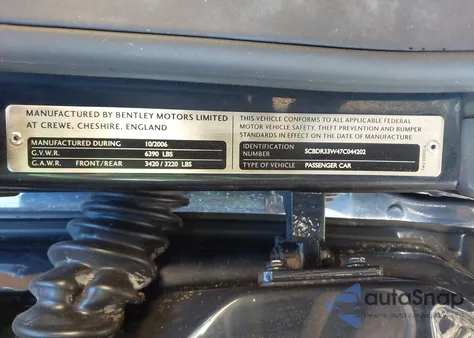 MANUFACTURED BY BENTLEY MOTORS LIMITED
AT CREWE, CHESHIRE, ENGLAND
MANUFACTURED DURING 10/2006
G.V.W.R. 6390 LBS
G.A.W.R. FRONT/REAR 3420 / 3220 LBS
THIS VEHICLE CONFORMS TO ALL APPLICABLE FEDERAL
MOTOR VEHICLE SAFETY, THEFT PREVENTION AND BUMPER
STANDARDS IN EFFECT ON THE DATE OF MANUFACTURE
IDENTIFICATION
NUMBER SCBDR33W47C044202
TYPE OF VEHICLE PASSENGER CAR
autoSnap